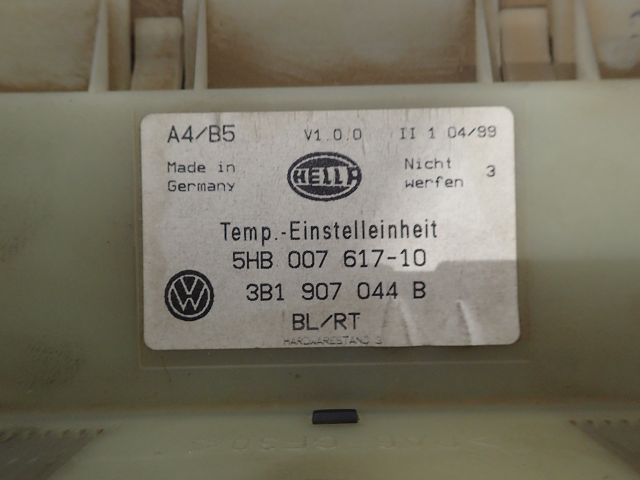 A4/B5 V1.0.0 II 1 04/99
Made in Germany
HELLA
Nicht werfen 3
Temp.-Einstelleinheit
5HB 007 617-10
VW
3B1 907 044 B
BL/RT
HARDWARESTAND 3